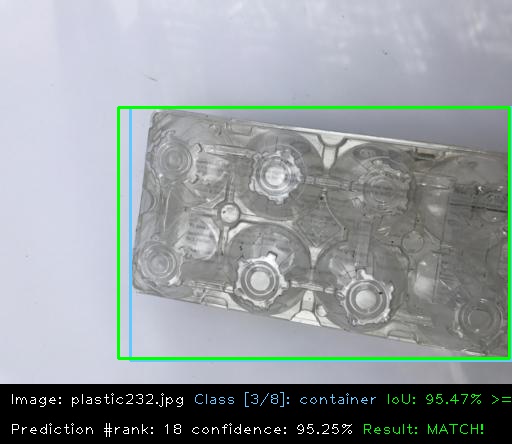 Image: plastic232.jpg Class [3/8]: container IoU: 95.47% >=
Prediction #rank: 18 confidence: 95.25% Result: MATCH!